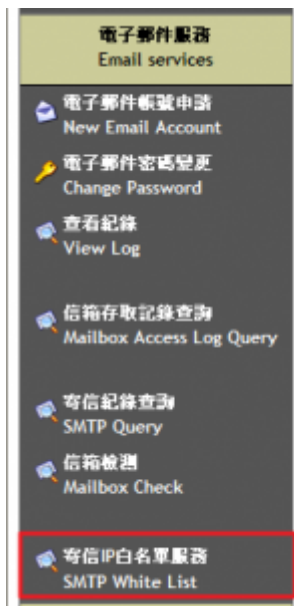 電子郵件服務
Email services
電子郵件帳號申請
New Email Account
電子郵件密碼變更
Change Password
查看紀錄
View Log
信箱存取記錄查詢
Mailbox Access Log Query
寄信紀錄查詢
SMTP Query
信箱檢測
Mailbox Check
寄信IP白名單服務
SMTP White List